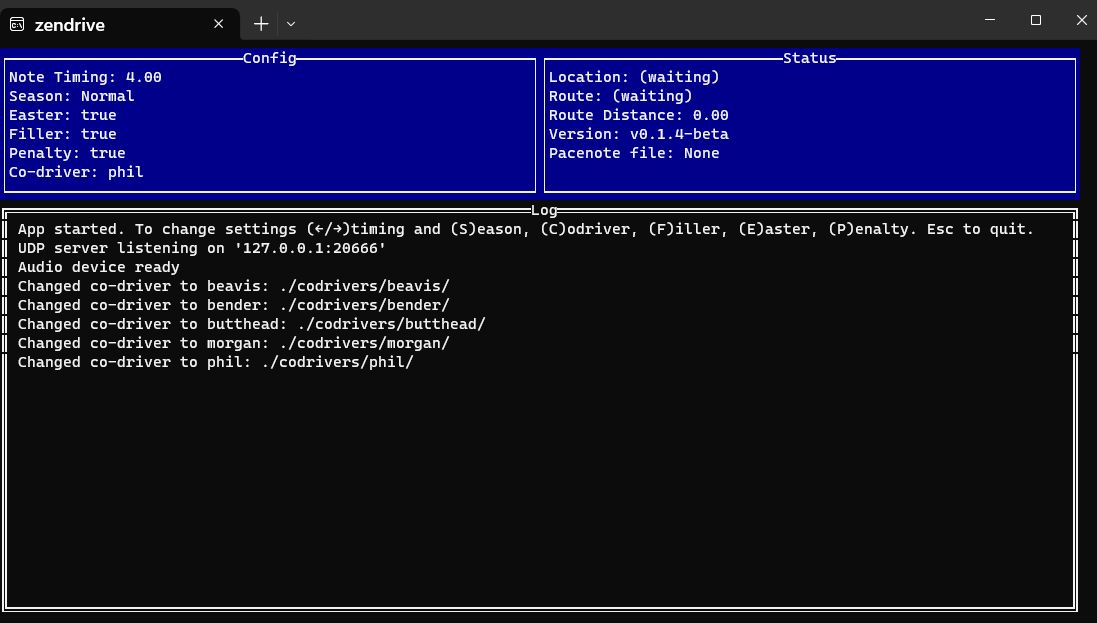 zendrive
Config
Note Timing: 4.00
Season: Normal
Easter: true
Filler: true
Penalty: true
Co-driver: phil
Status
Location: (waiting)
Route: (waiting)
Route Distance: 0.00
Version: v0.1.4-beta
Pacenote file: None
Log
App started. To change settings (←/→)timing and (S)eason, (C)odriver, (F)iller, (E)aster, (P)enalty. Esc to quit.
UDP server listening on '127.0.0.1:20666'
Audio device ready
Changed co-driver to beavis: ./codrivers/beavis/
Changed co-driver to bender: ./codrivers/bender/
Changed co-driver to butthead: ./codrivers/butthead/
Changed co-driver to morgan: ./codrivers/morgan/
Changed co-driver to phil: ./codrivers/phil/